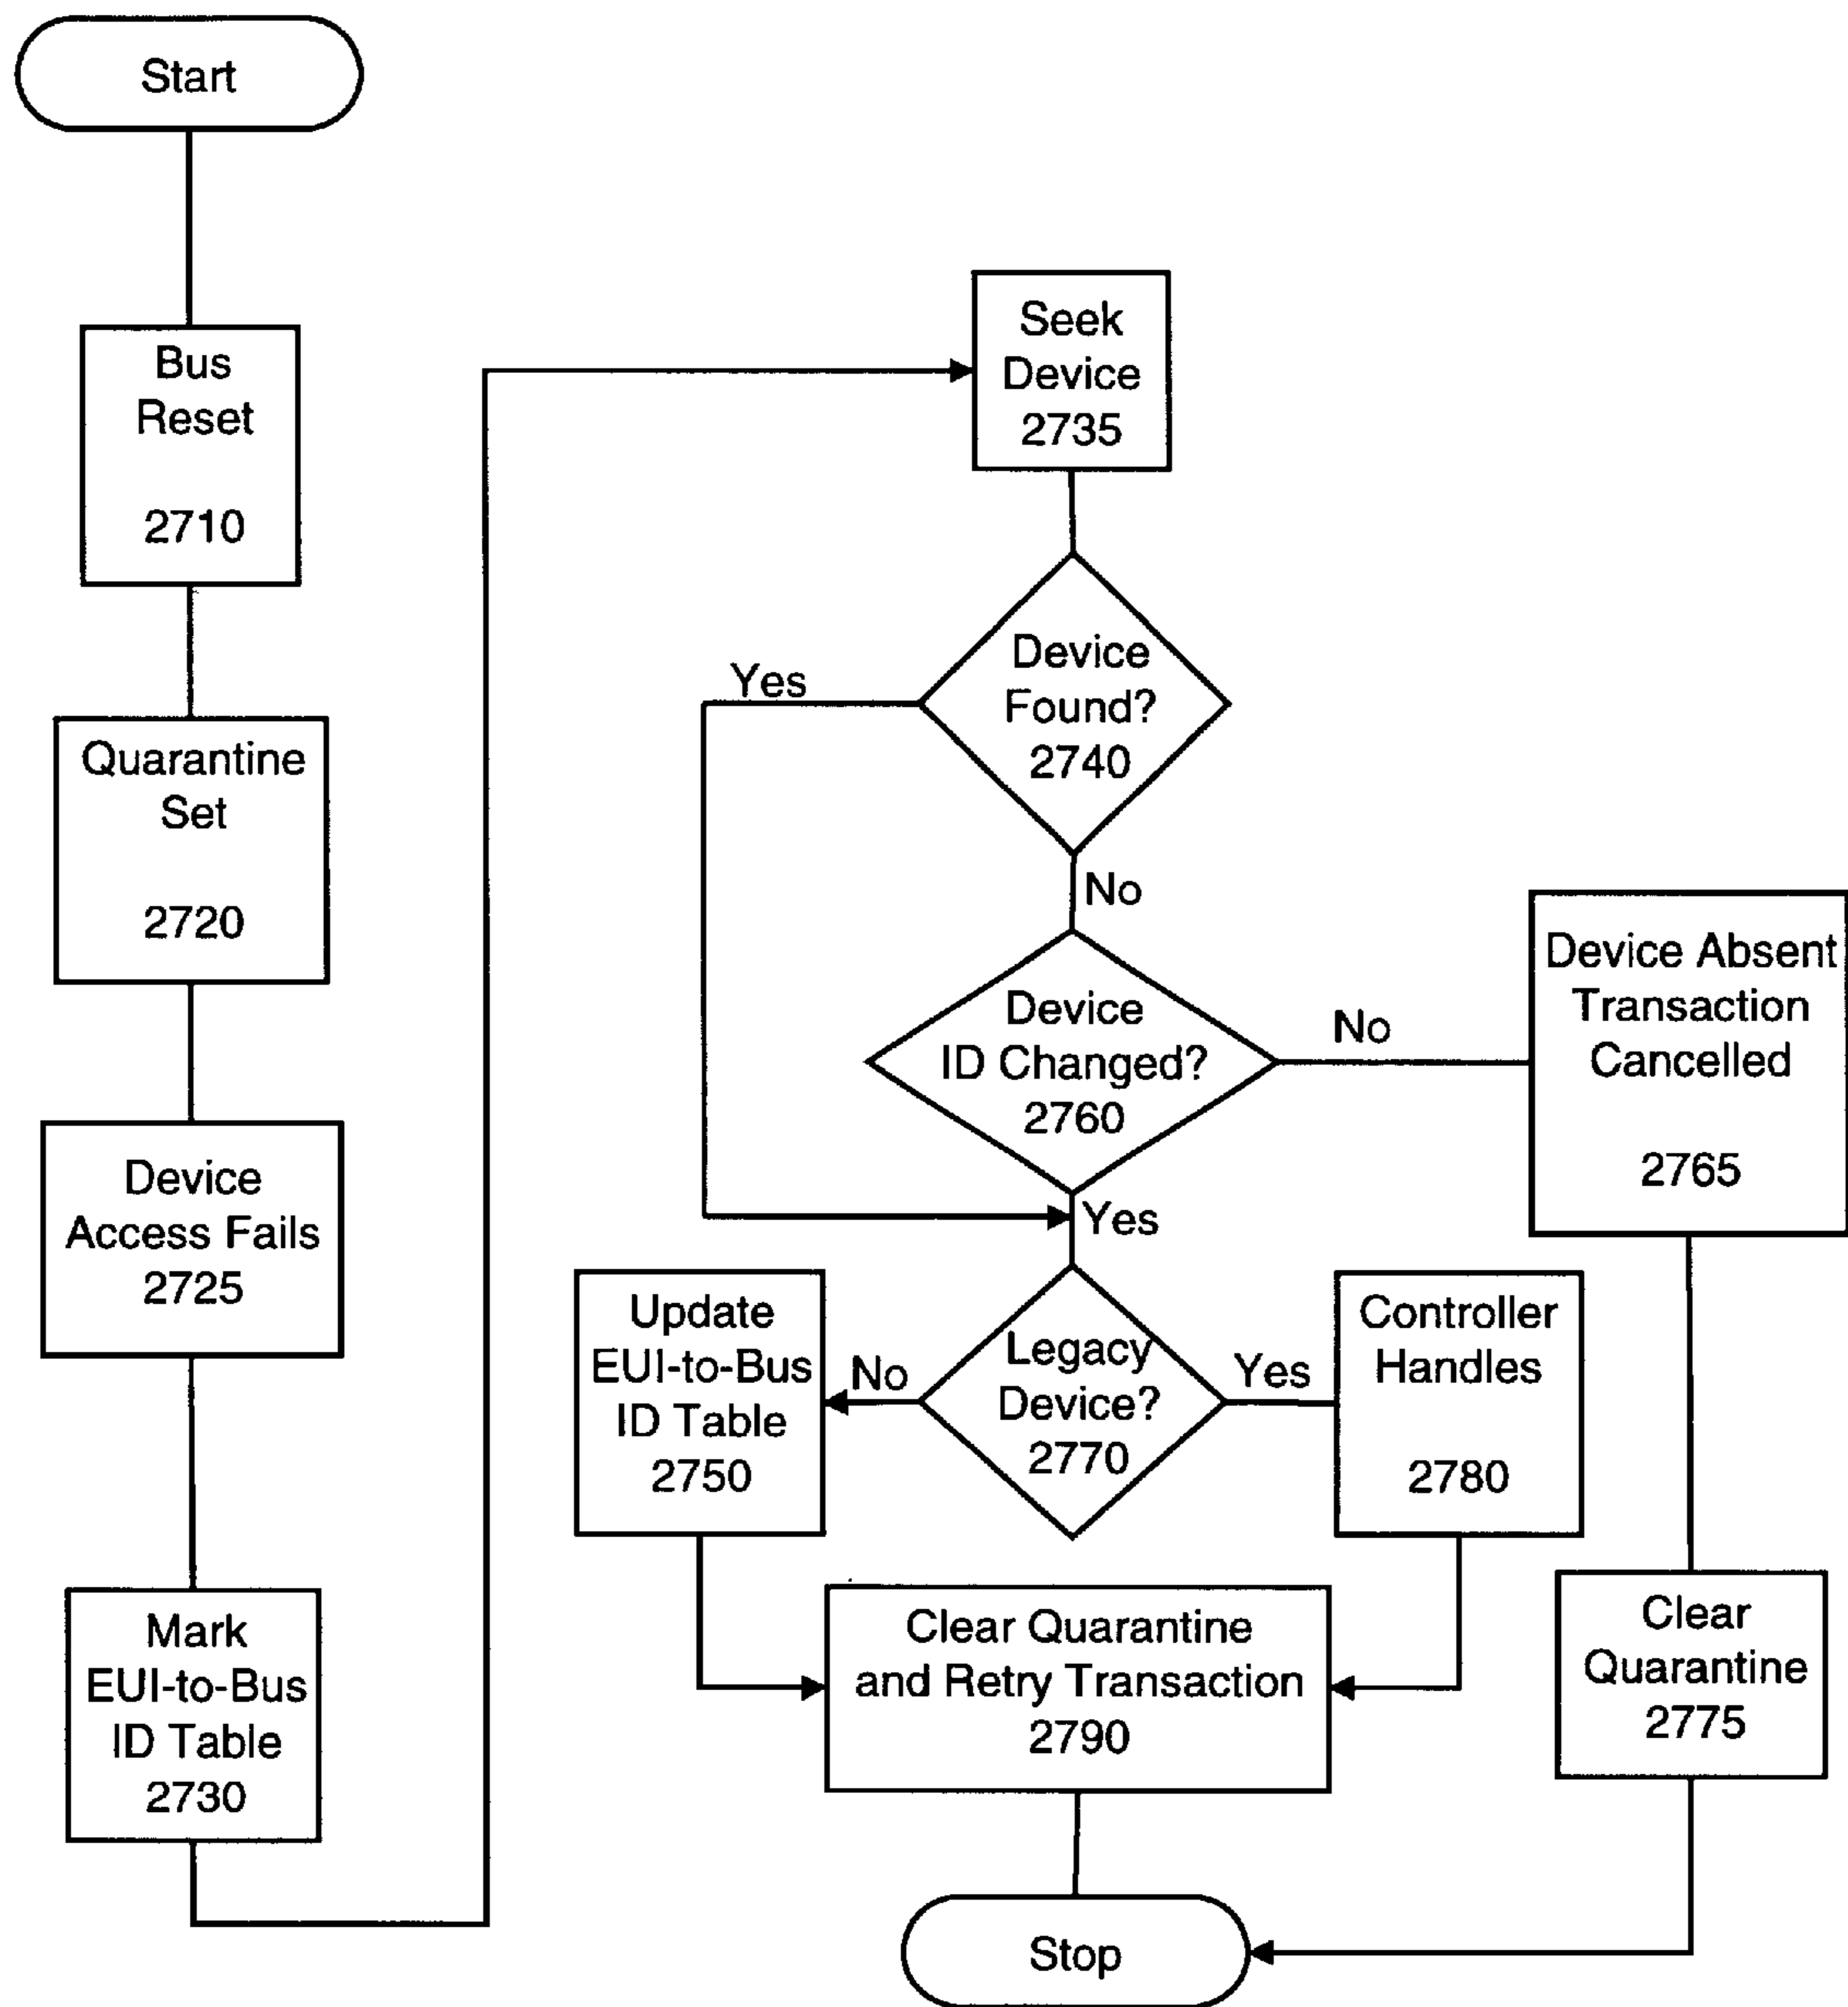 Start
Bus
Reset
2710
Quarantine
Set
2720
Device
Access Fails
2725
Mark
EUI-to-Bus
ID Table
2730
Seek
Device
2735
Device
Found?
2740
Yes
No
Device
ID Changed?
2760
No
Yes
Device Absent
Transaction
Cancelled
2765
Legacy
Device?
2770
No
Yes
Update
EUI-to-Bus
ID Table
2750
Controller
Handles
2780
Clear Quarantine
and Retry Transaction
2790
Clear
Quarantine
2775
Stop